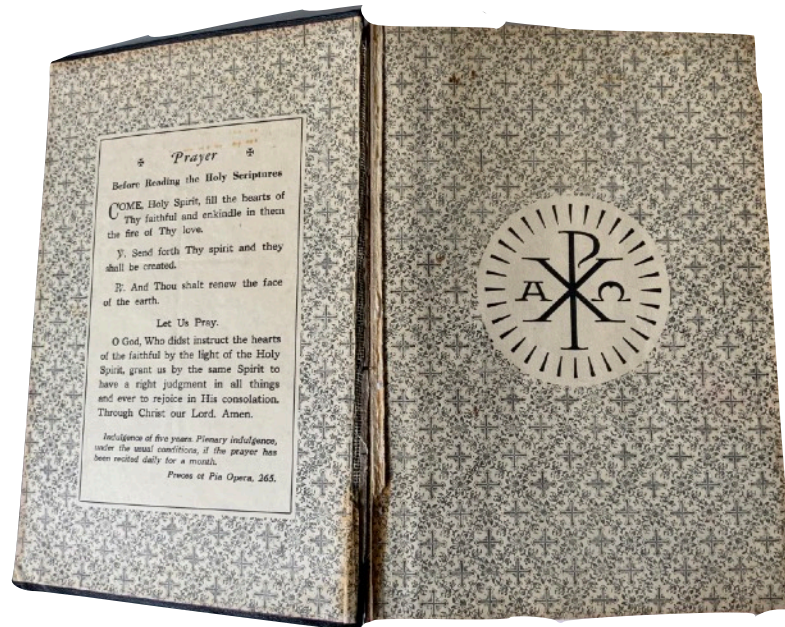 ✠ Prayer ✠
Before Reading the Holy Scriptures
COME, Holy Spirit, fill the hearts of
Thy faithful and enkindle in them
the fire of Thy love.
℣. Send forth Thy spirit and they
shall be created.
℟. And Thou shalt renew the face
of the earth.
Let Us Pray.
O God, Who didst instruct the hearts
of the faithful by the light of the Holy
Spirit, grant us by the same Spirit to
have a right judgment in all things
and ever to rejoice in His consolation.
Through Christ our Lord. Amen.
Indulgence of five years. Plenary indulgence,
under the usual conditions, if the prayer has
been recited daily for a month.
Preces et Pia Opera, 265.
☧
Α Ω